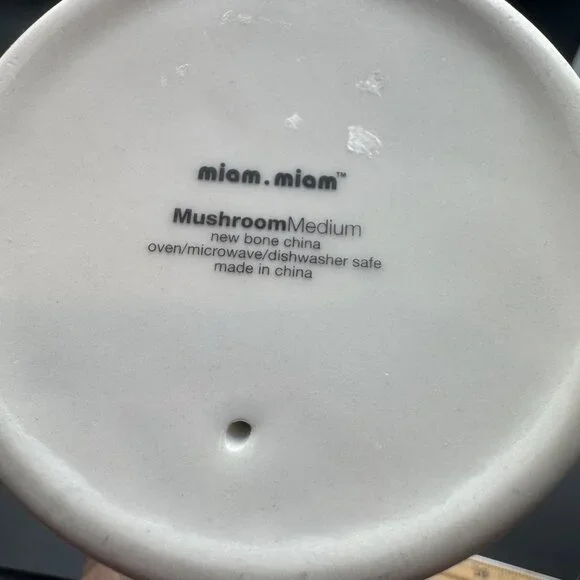 miam.miam™
MushroomMedium
new bone china
oven/microwave/dishwasher safe
made in china